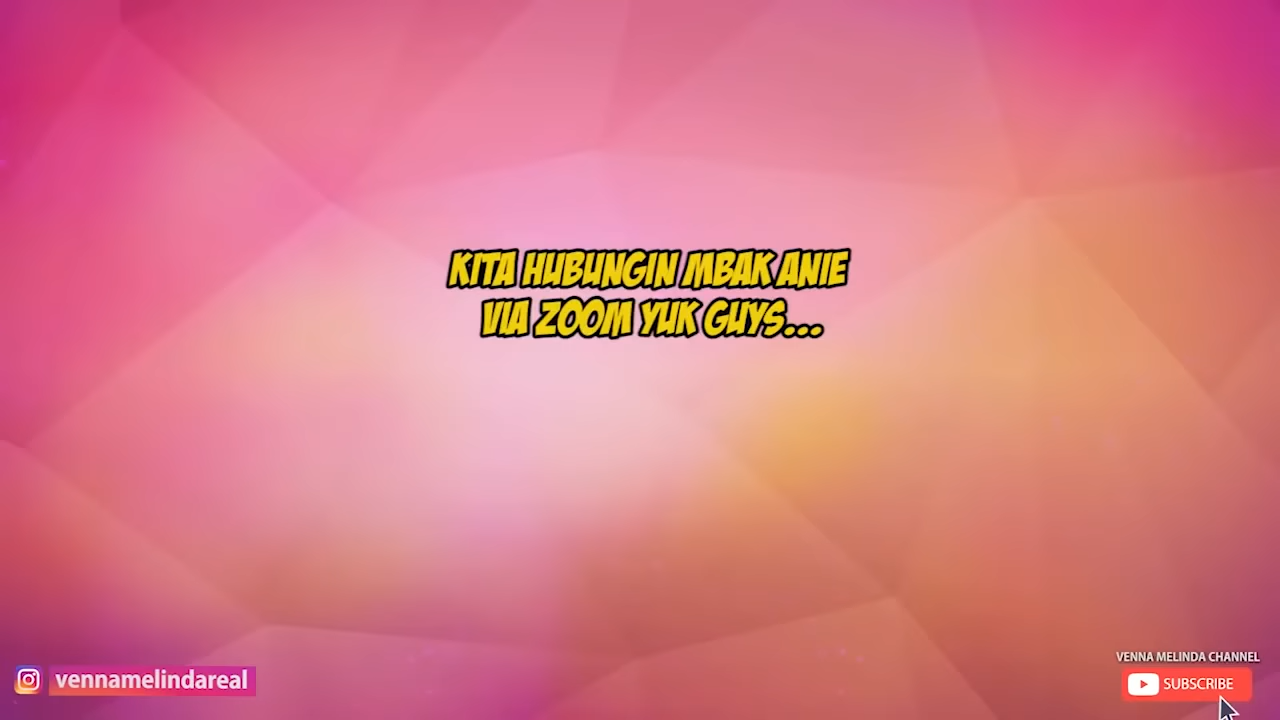 KITA HUBUNGIN MBAK ANIE
VIA ZOOM YUK GUYS...
vennamelindareal
VENNA MELINDA CHANNEL
SUBSCRIBE